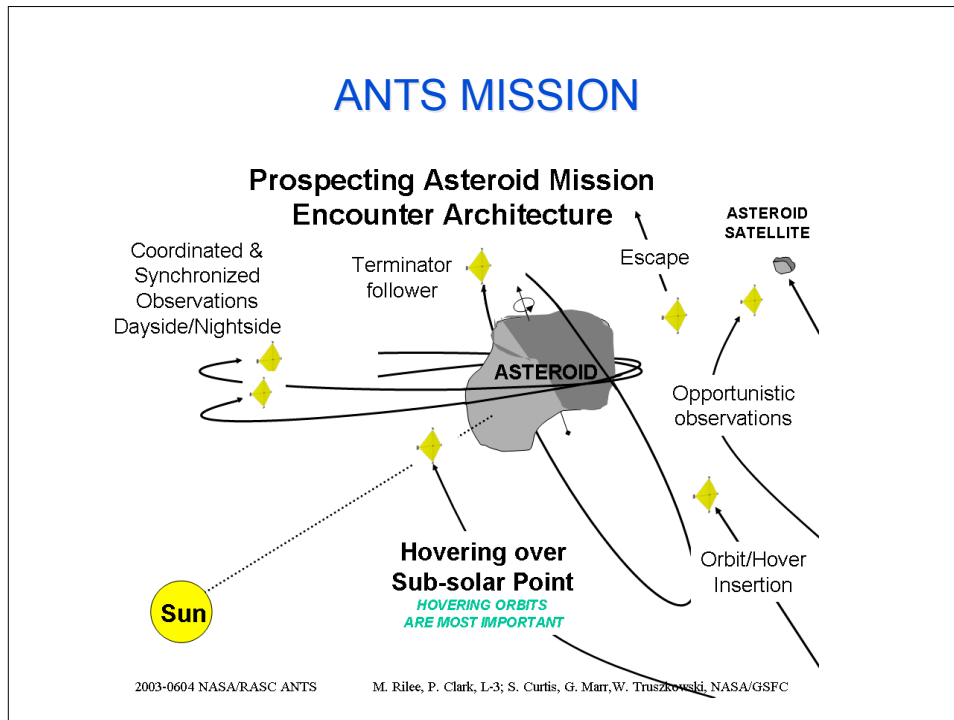 ANTS MISSION
Prospecting Asteroid Mission
Encounter Architecture
Coordinated &
Synchronized
Observations
Dayside/Nightside
Terminator
follower
Escape
ASTEROID
SATELLITE
ASTEROID
Opportunistic
observations
Hovering over
Sub-solar Point
HOVERING ORBITS
ARE MOST IMPORTANT
Orbit/Hover
Insertion
Sun
2003-0604 NASA/RASC ANTS
M. Rilee, P. Clark, L-3; S. Curtis, G. Marr,W. Truszkowski, NASA/GSFC